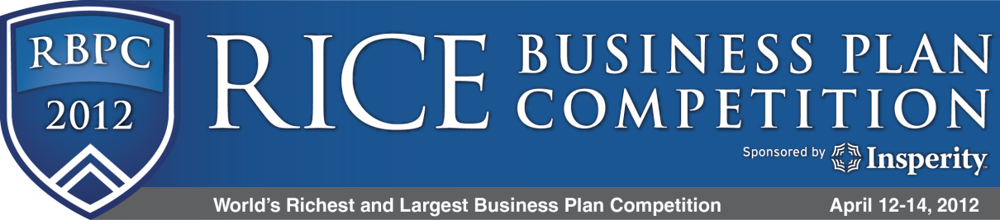 RBPC
2012
RICE
BUSINESS PLAN
COMPETITION
Sponsored by Insperity™
World’s Richest and Largest Business Plan Competition
April 12-14, 2012